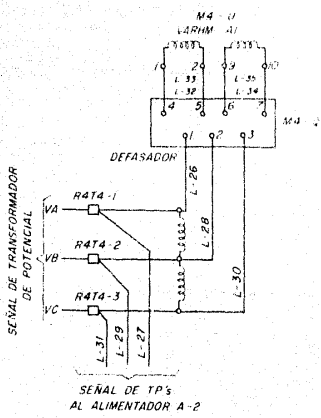 M4-U
VARHM A1
1 2 9 10
L-33 L-35
L-32 L-34
4 5 6 7
M4-
1 2 3
DEFASADOR
L-26
L-28
L-30
SEÑAL DE TRANSFORMADOR
DE POTENCIAL
R4T4-1
VA
R4T4-2
VB
R4T4-3
VC
L-31
L-29
L-27
SEÑAL DE TP's
AL ALIMENTADOR A-2